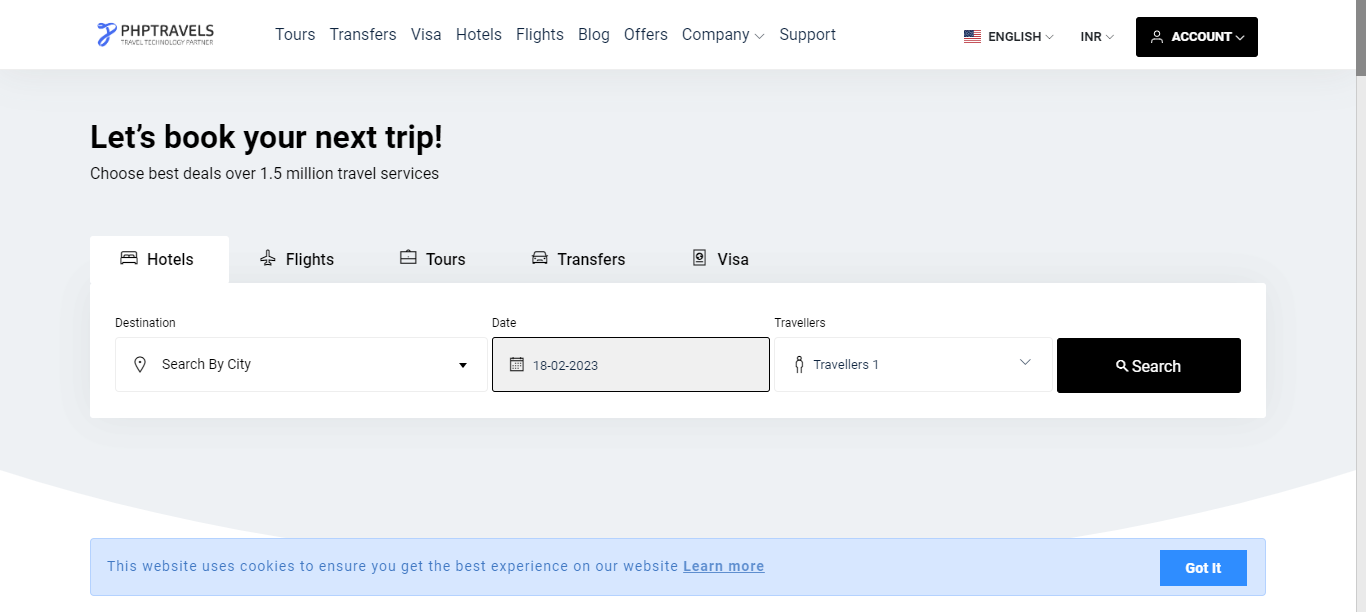 PHPTRAVELS
TRAVEL TECHNOLOGY PARTNER
Tours Transfers Visa Hotels Flights Blog Offers Company Support
ENGLISH INR ACCOUNT
Let’s book your next trip!
Choose best deals over 1.5 million travel services
Hotels Flights Tours Transfers Visa
Destination Date Travellers
Search By City 18-02-2023 Travellers 1 Search
This website uses cookies to ensure you get the best experience on our website Learn more Got It